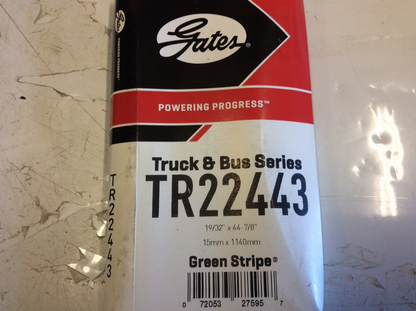 Gates
POWERING PROGRESS™
Truck & Bus Series
TR22443
19/32" x 44-7/8"
15mm x 1140mm
Green Stripe®
0 72053 27595 7
Gates
TR22443